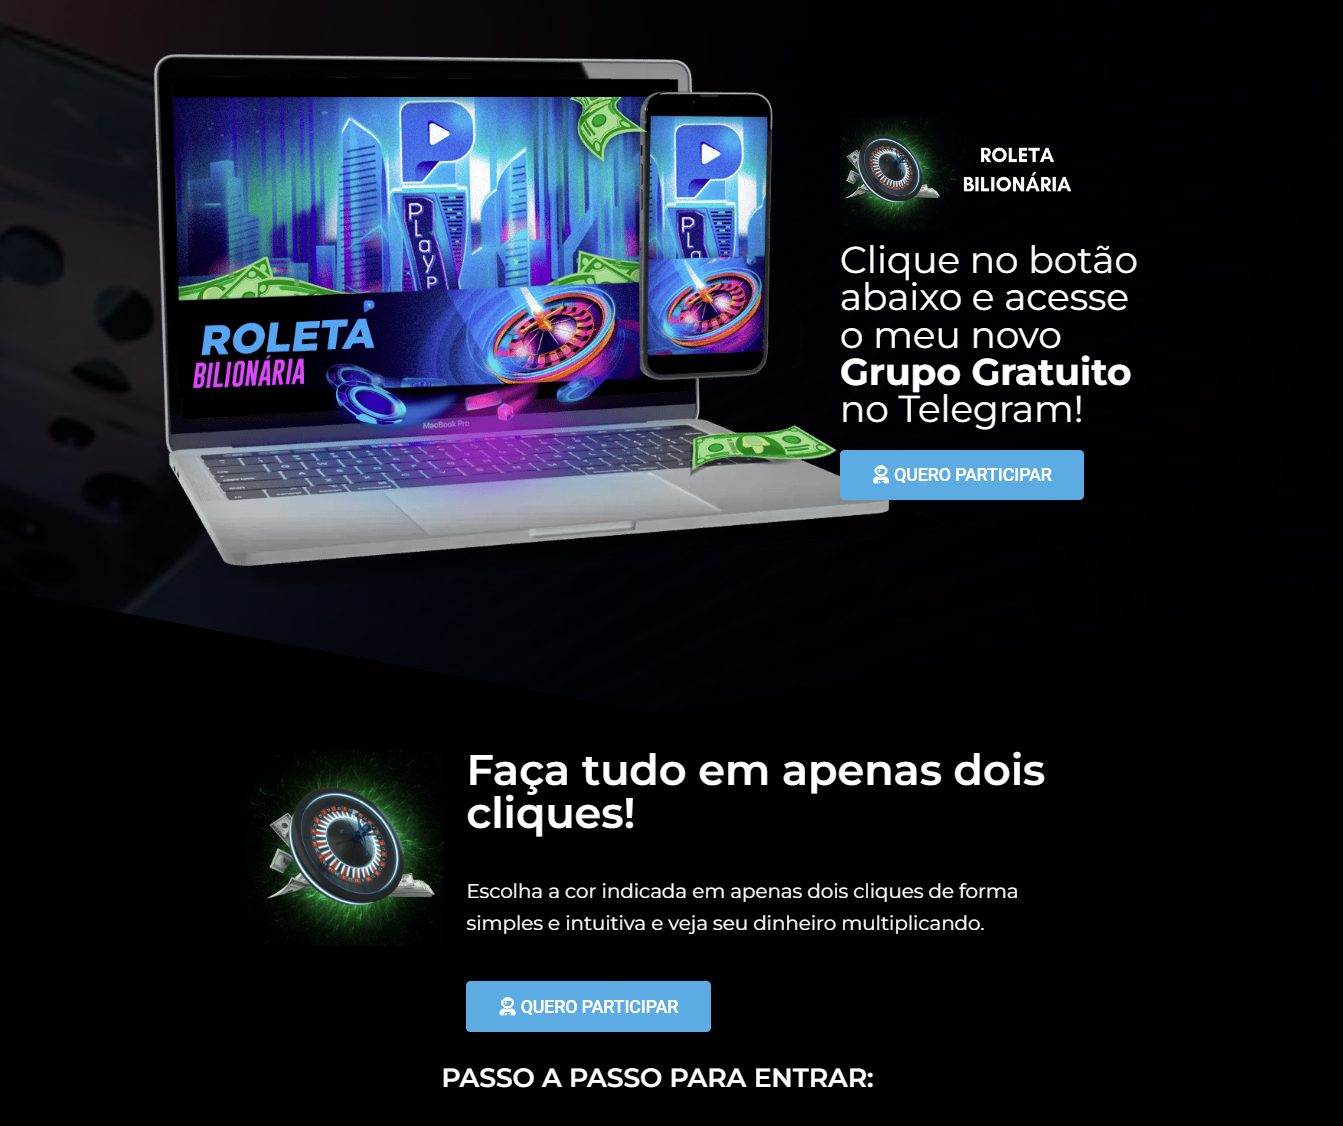 PLayP
PLayP
ROLETA
BILIONÁRIA
MacBook Pro
ROLETA
BILIONÁRIA
Clique no botão
abaixo e acesse
o meu novo
Grupo Gratuito
no Telegram!
QUERO PARTICIPAR
Faça tudo em apenas dois
cliques!
Escolha a cor indicada em apenas dois cliques de forma
simples e intuitiva e veja seu dinheiro multiplicando.
QUERO PARTICIPAR
PASSO A PASSO PARA ENTRAR: